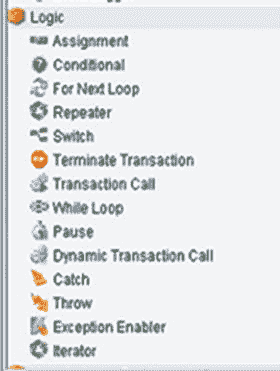 Logic
Assignment
Conditional
For Next Loop
Repeater
Switch
Terminate Transaction
Transaction Call
While Loop
Pause
Dynamic Transaction Call
Catch
Throw
Exception Enabler
Iterator